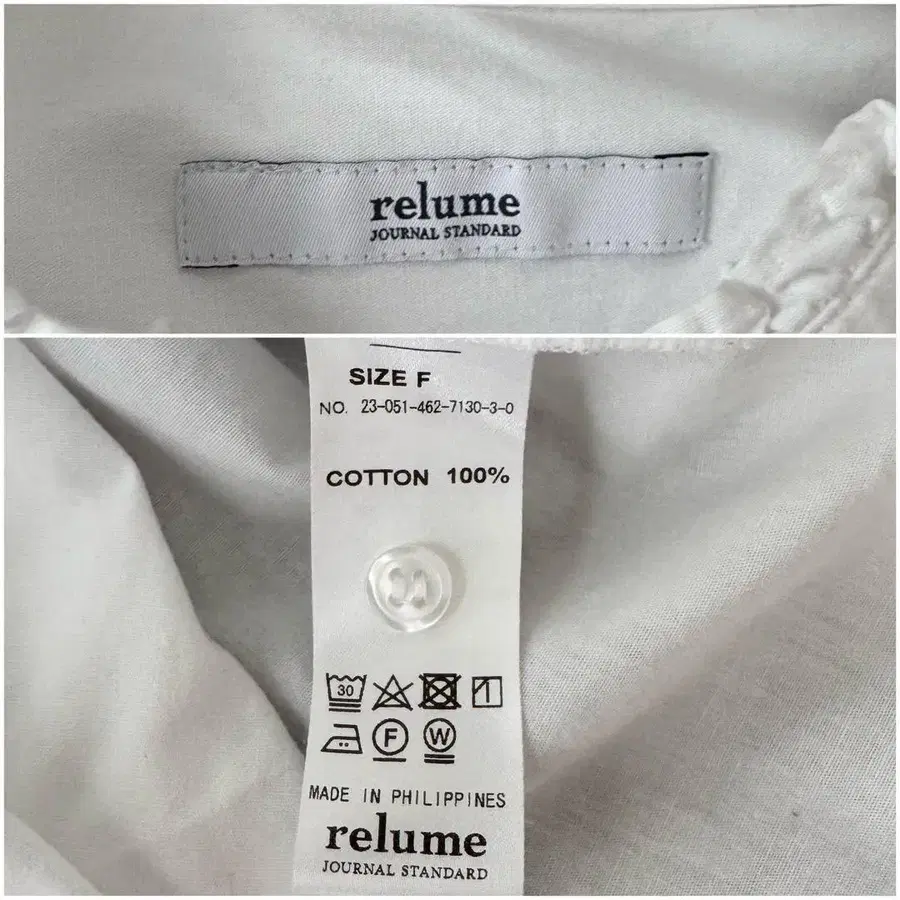 relume
JOURNAL STANDARD
SIZE F
NO. 23-051-462-7130-3-0
COTTON 100%
30
F W
MADE IN PHILIPPINES
relume
JOURNAL STANDARD